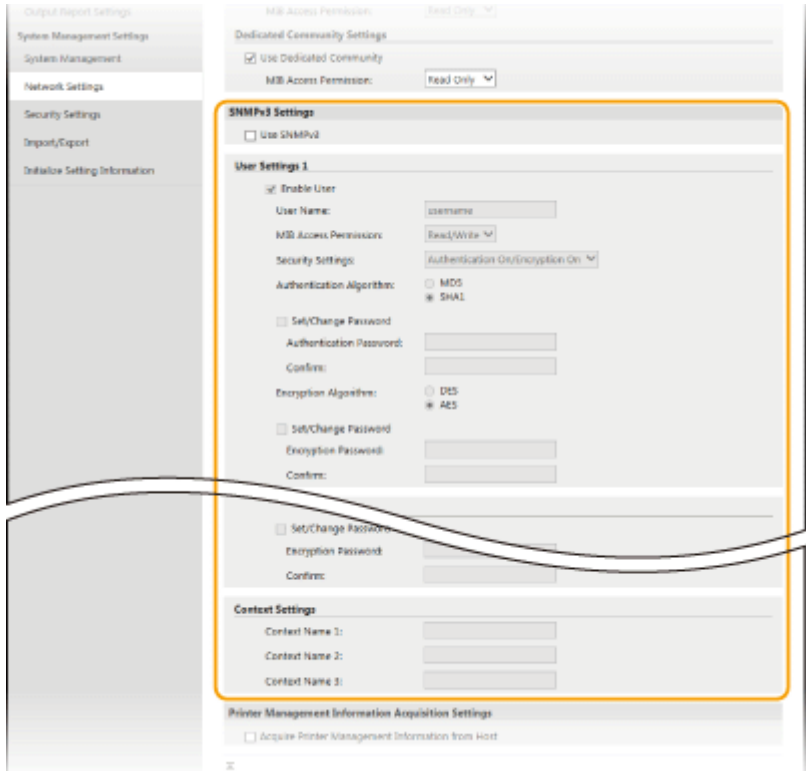 Output Report Settings
System Management Settings
System Management
Network Settings
Security Settings
Import/Export
Initialize Setting Information
MIB Access Permission: Read Only
Dedicated Community Settings
Use Dedicated Community
MIB Access Permission: Read Only
SNMPv3 Settings
Use SNMPv3
User Settings 1
Enable User
User Name: username
MIB Access Permission: Read/Write
Security Settings: Authentication On/Encryption On
Authentication Algorithm: MD5
SHA1
Set/Change Password
Authentication Password:
Confirm:
Encryption Algorithm: DES
AES
Set/Change Password
Encryption Password:
Confirm:
Set/Change Password
Encryption Password:
Confirm:
Context Settings
Context Name 1:
Context Name 2:
Context Name 3:
Printer Management Information Acquisition Settings
Acquire Printer Management Information from Host